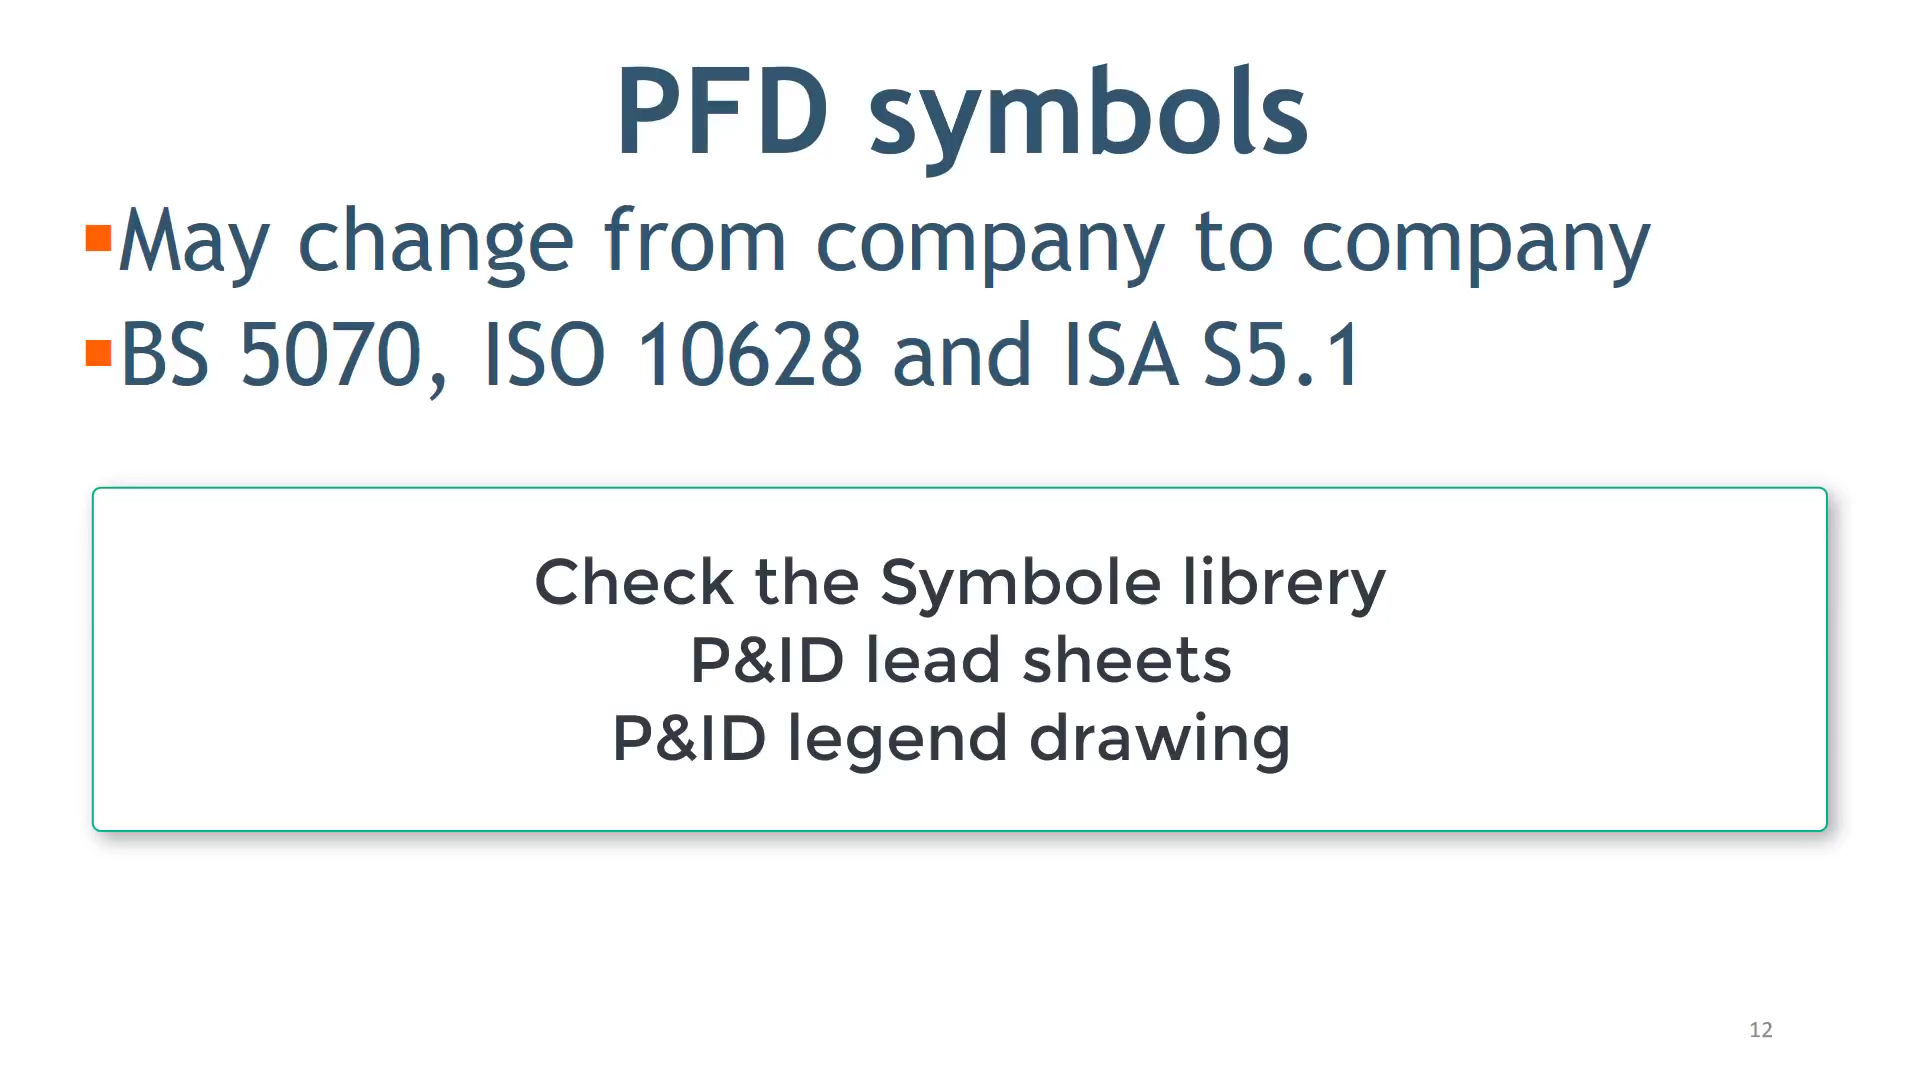 PFD symbols
▪May change from company to company
▪BS 5070, ISO 10628 and ISA S5.1
Check the Symbole librery
P&ID lead sheets
P&ID legend drawing
12